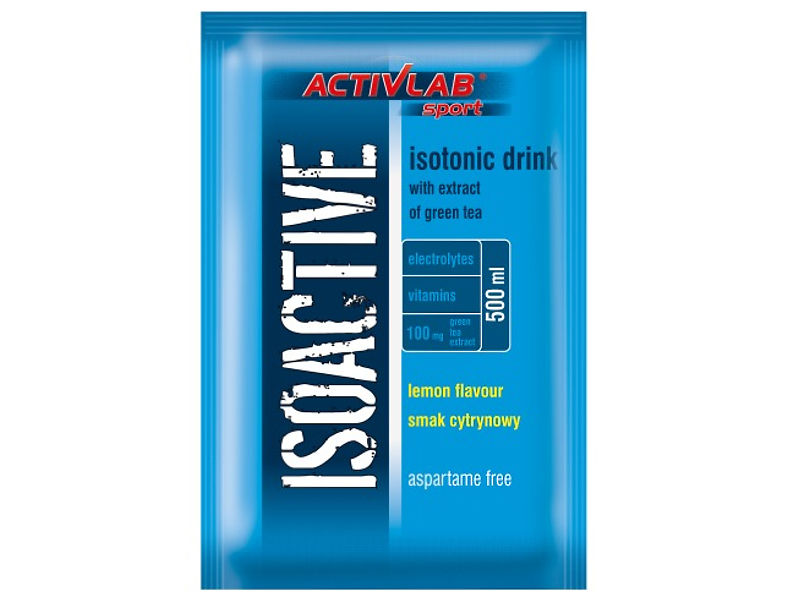 ACTIVLAB®
sport
ISOACTIVE
isotonic drink
with extract
of green tea
electrolytes
vitamins
100 mg green
tea
extract
500 ml
lemon flavour
smak cytrynowy
aspartame free